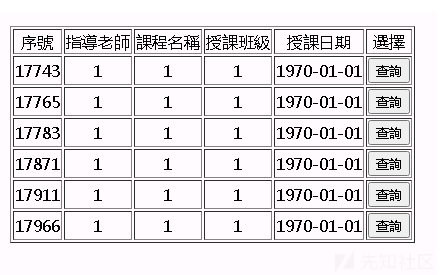 序號 指導老師 課程名稱 授課班級 授課日期 選擇
17743 1 1 1 1970-01-01 查詢
17765 1 1 1 1970-01-01 查詢
17783 1 1 1 1970-01-01 查詢
17871 1 1 1 1970-01-01 查詢
17911 1 1 1 1970-01-01 查詢
17966 1 1 1 1970-01-01 查詢
先知社区